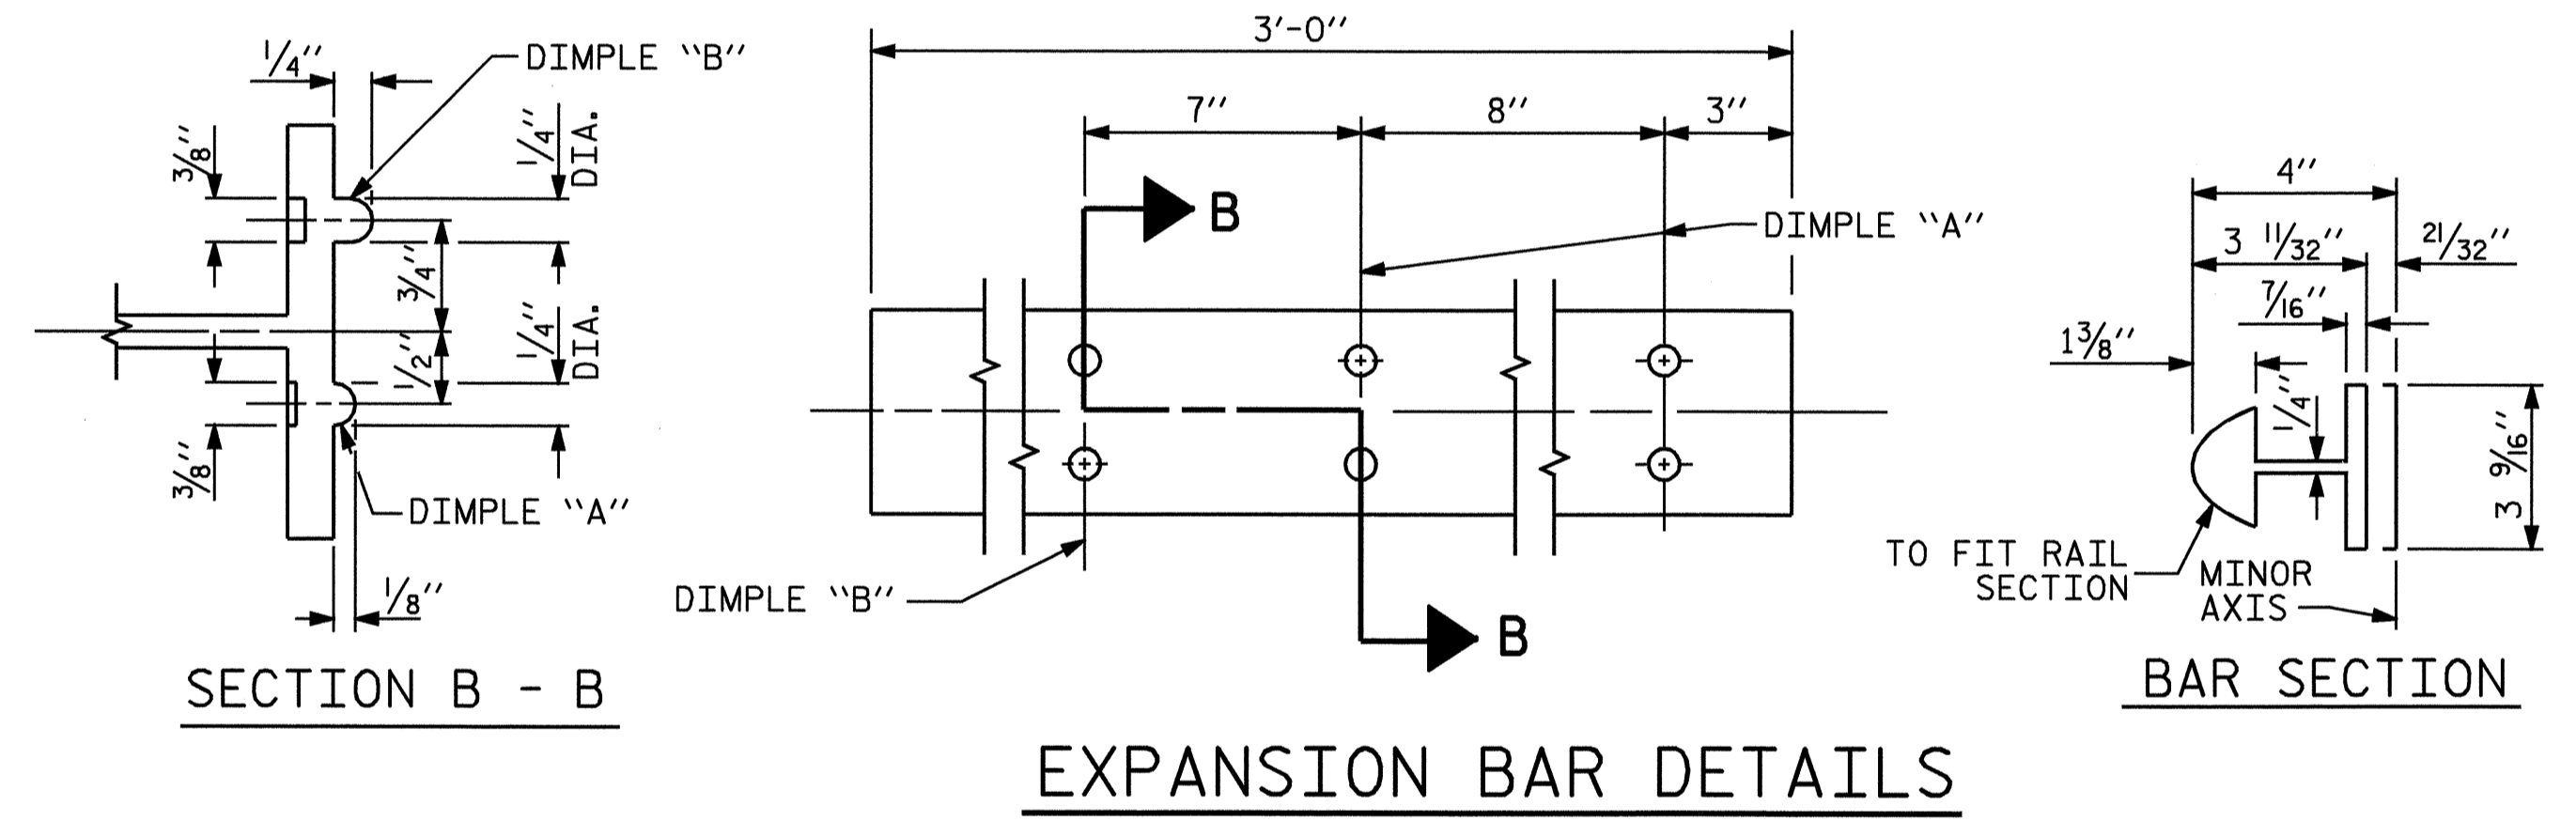 1/4"
DIMPLE "B"
3/8"
1/4"
DIA.
3/4"
1/2"
1/4"
DIA.
3/8"
DIMPLE "A"
1/8"
SECTION B - B
3'-0"
7"
8"
3"
B
DIMPLE "A"
DIMPLE "B"
B
EXPANSION BAR DETAILS
4"
3 11/32"
21/32"
7/16"
1 3/8"
1/4"
3 9/16"
TO FIT RAIL
SECTION
MINOR
AXIS
BAR SECTION